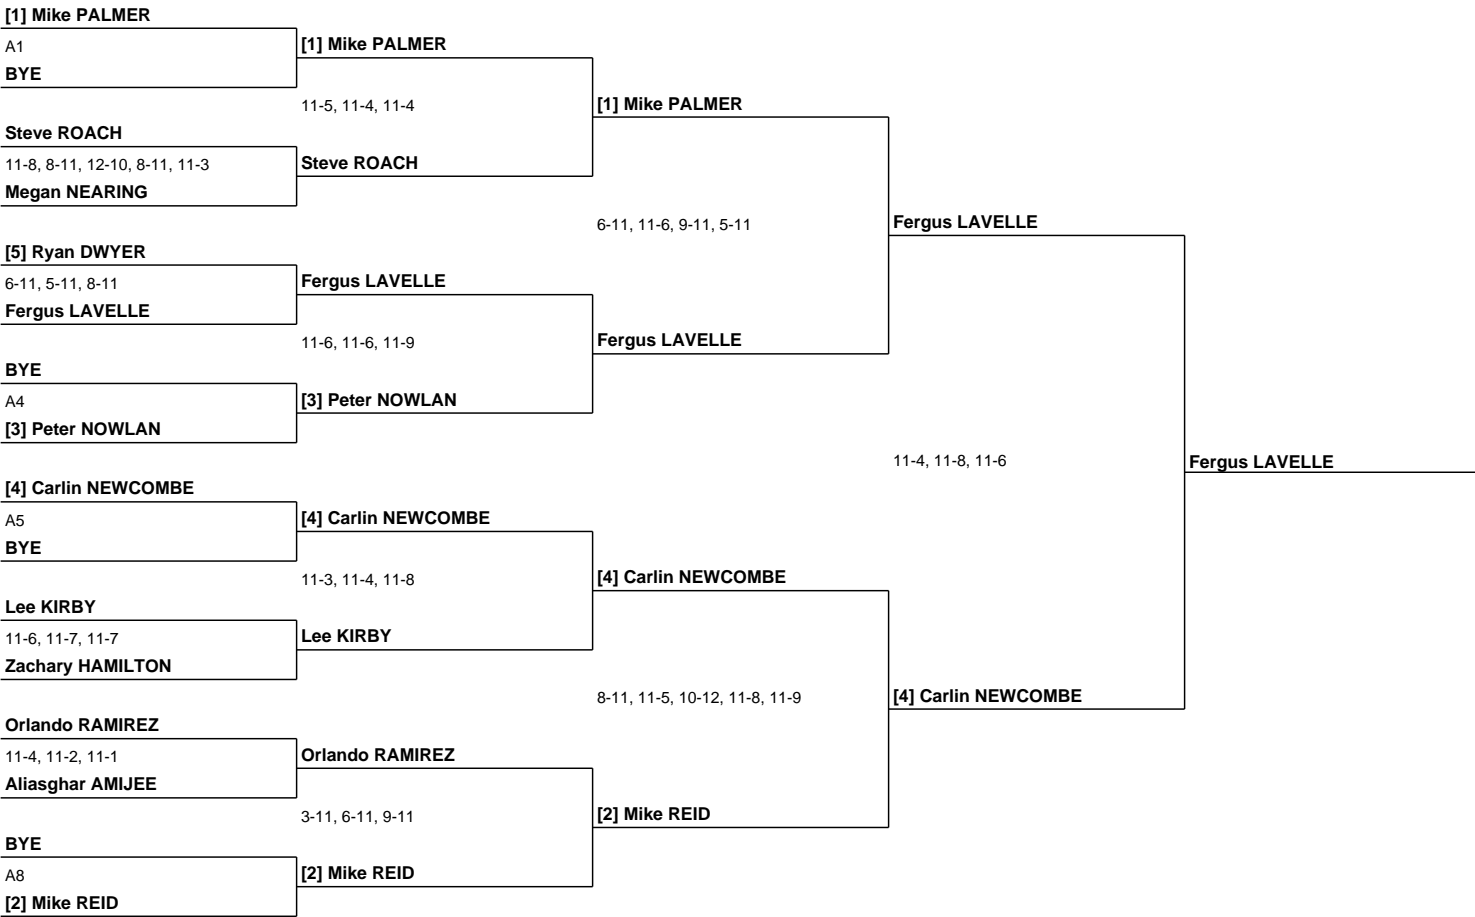 [1] Mike PALMER
A1
BYE
Steve ROACH
11-8, 8-11, 12-10, 8-11, 11-3
Megan NEARING
[5] Ryan DWYER
6-11, 5-11, 8-11
Fergus LAVELLE
BYE
A4
[3] Peter NOWLAN
[4] Carlin NEWCOMBE
A5
BYE
Lee KIRBY
11-6, 11-7, 11-7
Zachary HAMILTON
Orlando RAMIREZ
11-4, 11-2, 11-1
Aliasghar AMIJEE
BYE
A8
[2] Mike REID
[1] Mike PALMER
11-5, 11-4, 11-4
Steve ROACH
Fergus LAVELLE
11-6, 11-6, 11-9
[3] Peter NOWLAN
[4] Carlin NEWCOMBE
11-3, 11-4, 11-8
Lee KIRBY
Orlando RAMIREZ
3-11, 6-11, 9-11
[2] Mike REID
[1] Mike PALMER
6-11, 11-6, 9-11, 5-11
Fergus LAVELLE
[4] Carlin NEWCOMBE
8-11, 11-5, 10-12, 11-8, 11-9
[2] Mike REID
Fergus LAVELLE
11-4, 11-8, 11-6
[4] Carlin NEWCOMBE
Fergus LAVELLE